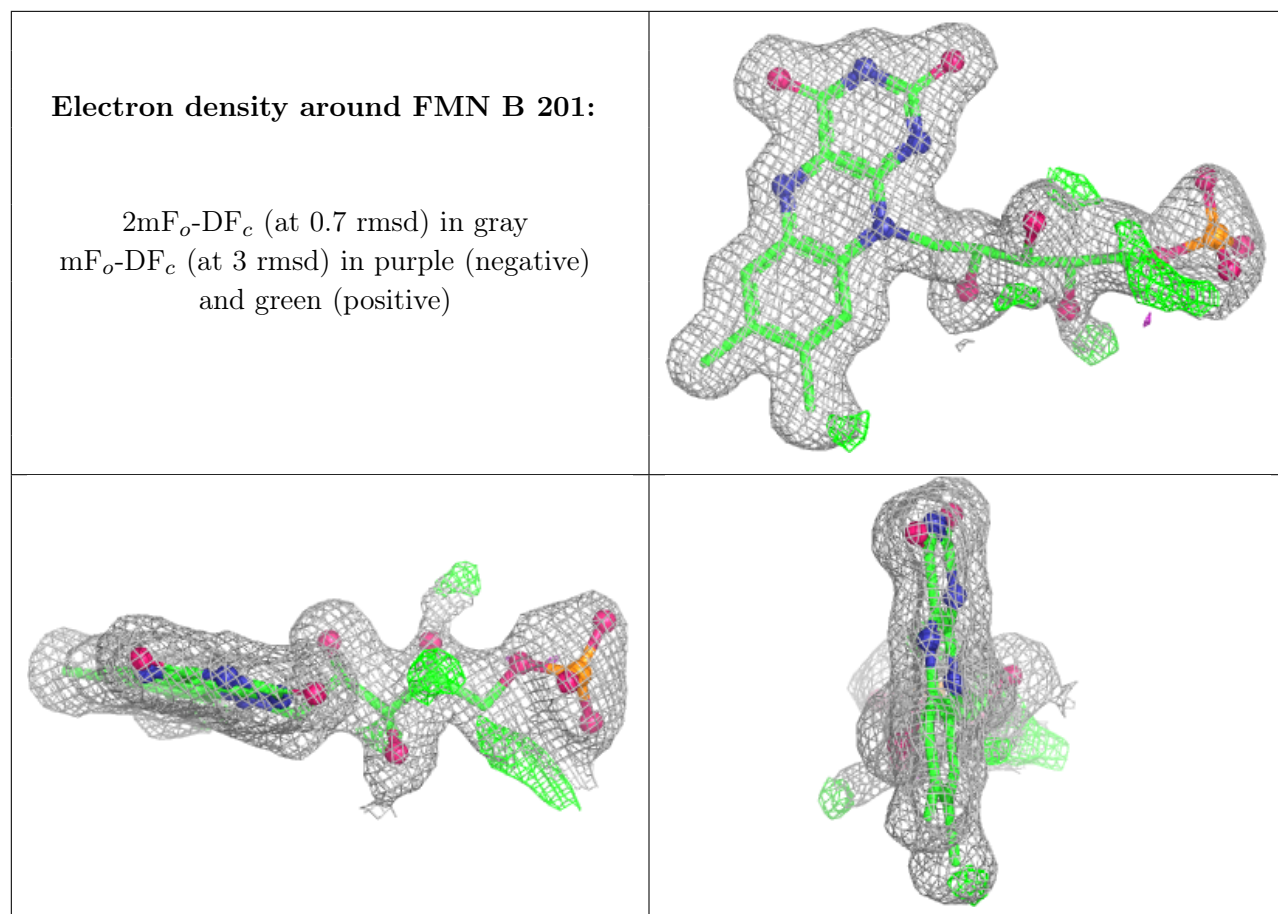 Electron density around FMN B 201:
2mFo-DFc (at 0.7 rmsd) in gray
mFo-DFc (at 3 rmsd) in purple (negative)
and green (positive)